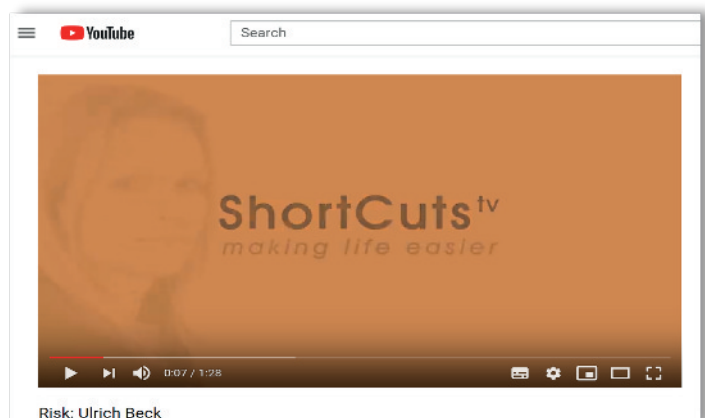 YouTube
Search
ShortCuts tv
making life easier
0:07 / 1:28
Risk: Ulrich Beck